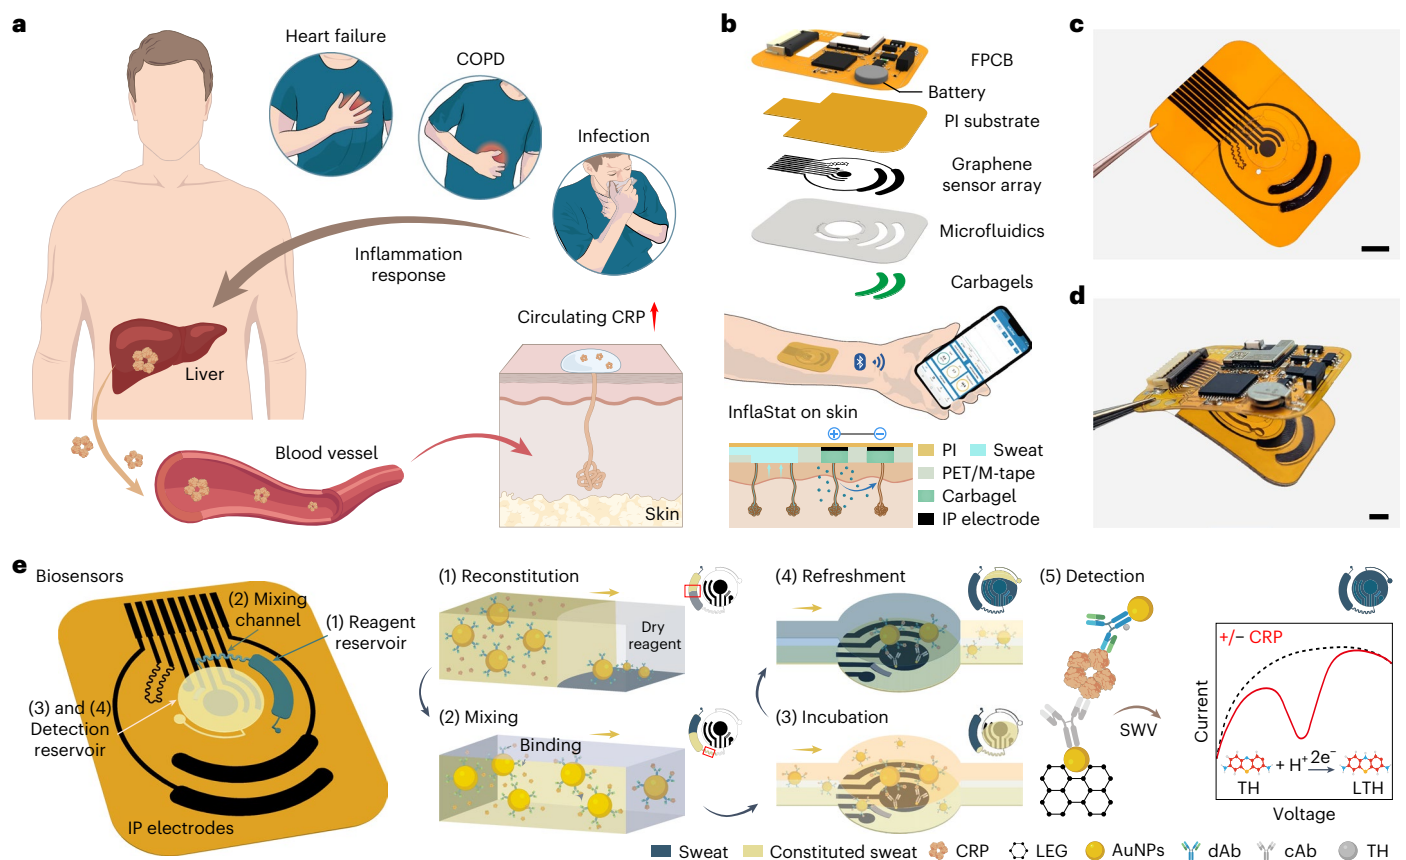 a
Heart failure
COPD
Infection
Inflammation
response
Circulating CRP
Liver
Blood vessel
Skin
b
FPCB
Battery
PI substrate
Graphene
sensor array
Microfluidics
Carbagels
InflaStat on skin
+ −
PI Sweat
PET/M-tape
Carbagel
IP electrode
c
d
e
Biosensors
(2) Mixing
channel
(1) Reagent
reservoir
(3) and (4)
Detection
reservoir
IP electrodes
(1) Reconstitution
Dry
reagent
(2) Mixing
Binding
(4) Refreshment
(3) Incubation
(5) Detection
SWV
+/− CRP
Current
TH + H⁺ 2e⁻ LTH
Voltage
Sweat Constituted sweat CRP LEG AuNPs dAb cAb TH